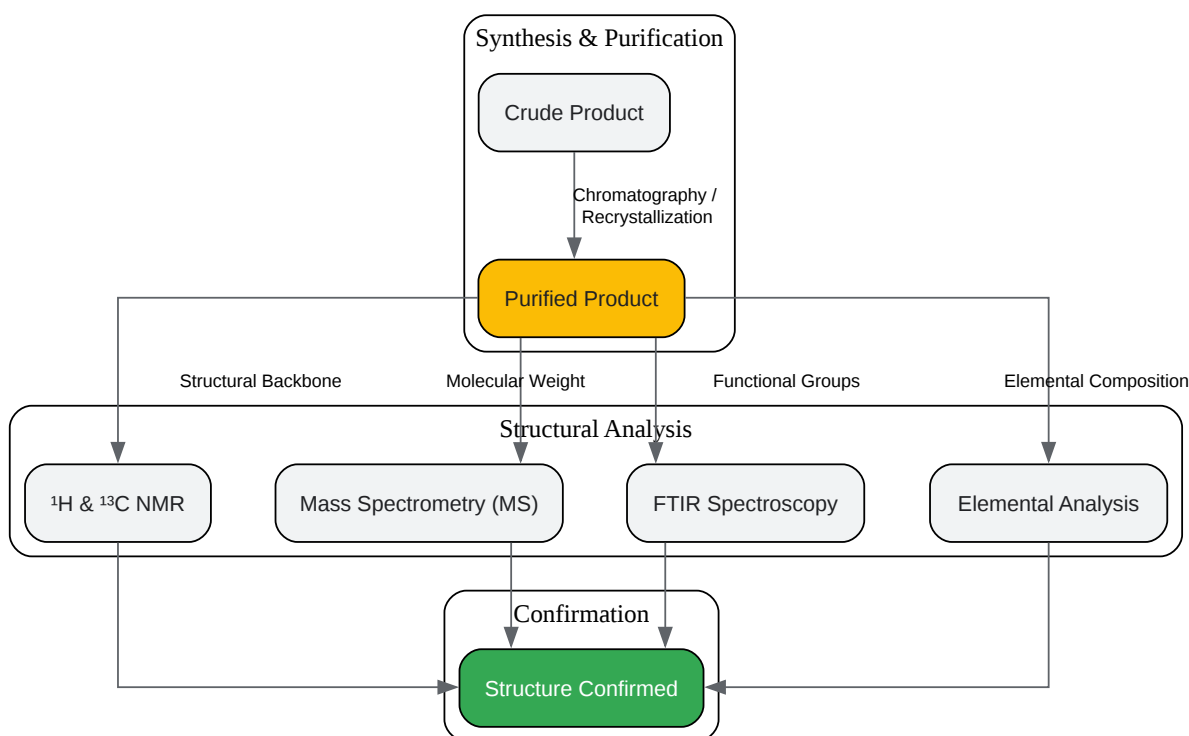 Synthesis & Purification
Crude Product
Chromatography /
Recrystallization
Purified Product
Structural Backbone
Molecular Weight
Functional Groups
Elemental Composition
Structural Analysis
¹H & ¹³C NMR
Mass Spectrometry (MS)
FTIR Spectroscopy
Elemental Analysis
Confirmation
Structure Confirmed